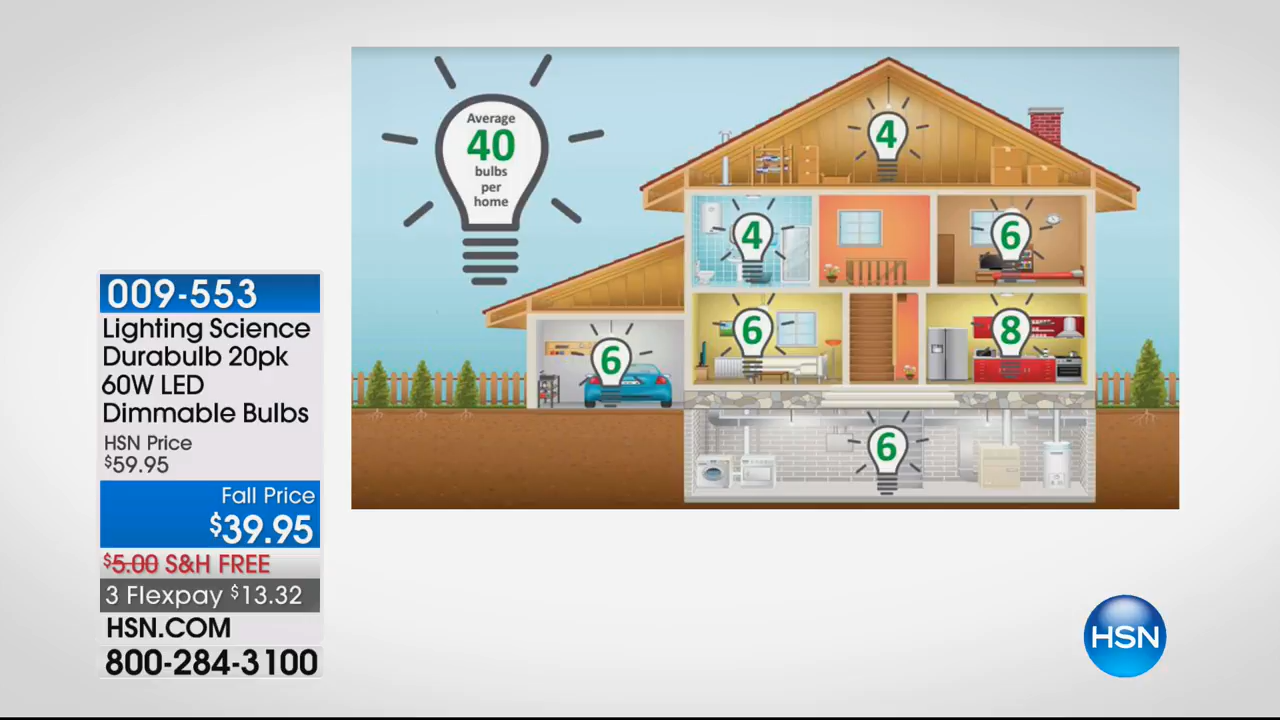 Average
40
bulbs
per
home
4
4
6
6
8
6
6
009-553
Lighting Science
Durabulb 20pk
60W LED
Dimmable Bulbs
HSN Price
$59.95
Fall Price
$39.95
$5.00 S&H FREE
3 Flexpay $13.32
HSN.COM
800-284-3100
HSN